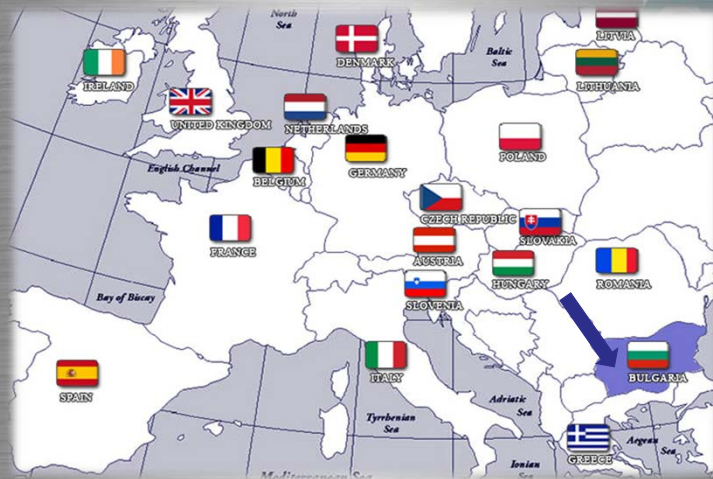 North
Sea
LITVIA
DENMARK
Baltic
Sea
IRELAND
LITHUANIA
UNITED KINGDOM
NETHERLANDS
POLAND
English Channel
BELGIUM
GERMANY
CZECH REPUBLIC
SLOVAKIA
FRANCE
AUSTRIA
HUNGARY
ROMANIA
Bay of Biscay
SLOVENIA
ITALY
BULGARIA
SPAIN
Adriatic
Sea
Tyrrhenian
Sea
Aegean
Sea
GREECE
Ionian
Sea
Mediterranean Sea